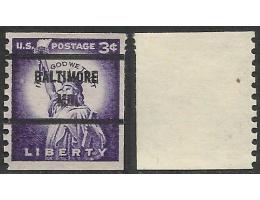 U.S. POSTAGE 3¢
IN GOD WE TRUST
BALTIMORE
MD.
LIBERTY